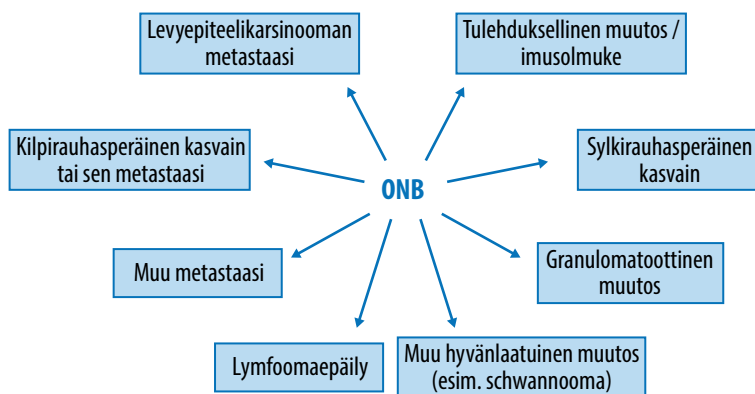 Levyepiteelikarsinooman
metastaasi
Tulehduksellinen muutos /
imusolmuke
Kilpirauhasperäinen kasvain
tai sen metastaasi
Sylkirauhasperäinen
kasvain
ONB
Muu metastaasi
Granulomatoottinen
muutos
Lymfoomaepäily
Muu hyvänlaatuinen muutos
(esim. schwannooma)